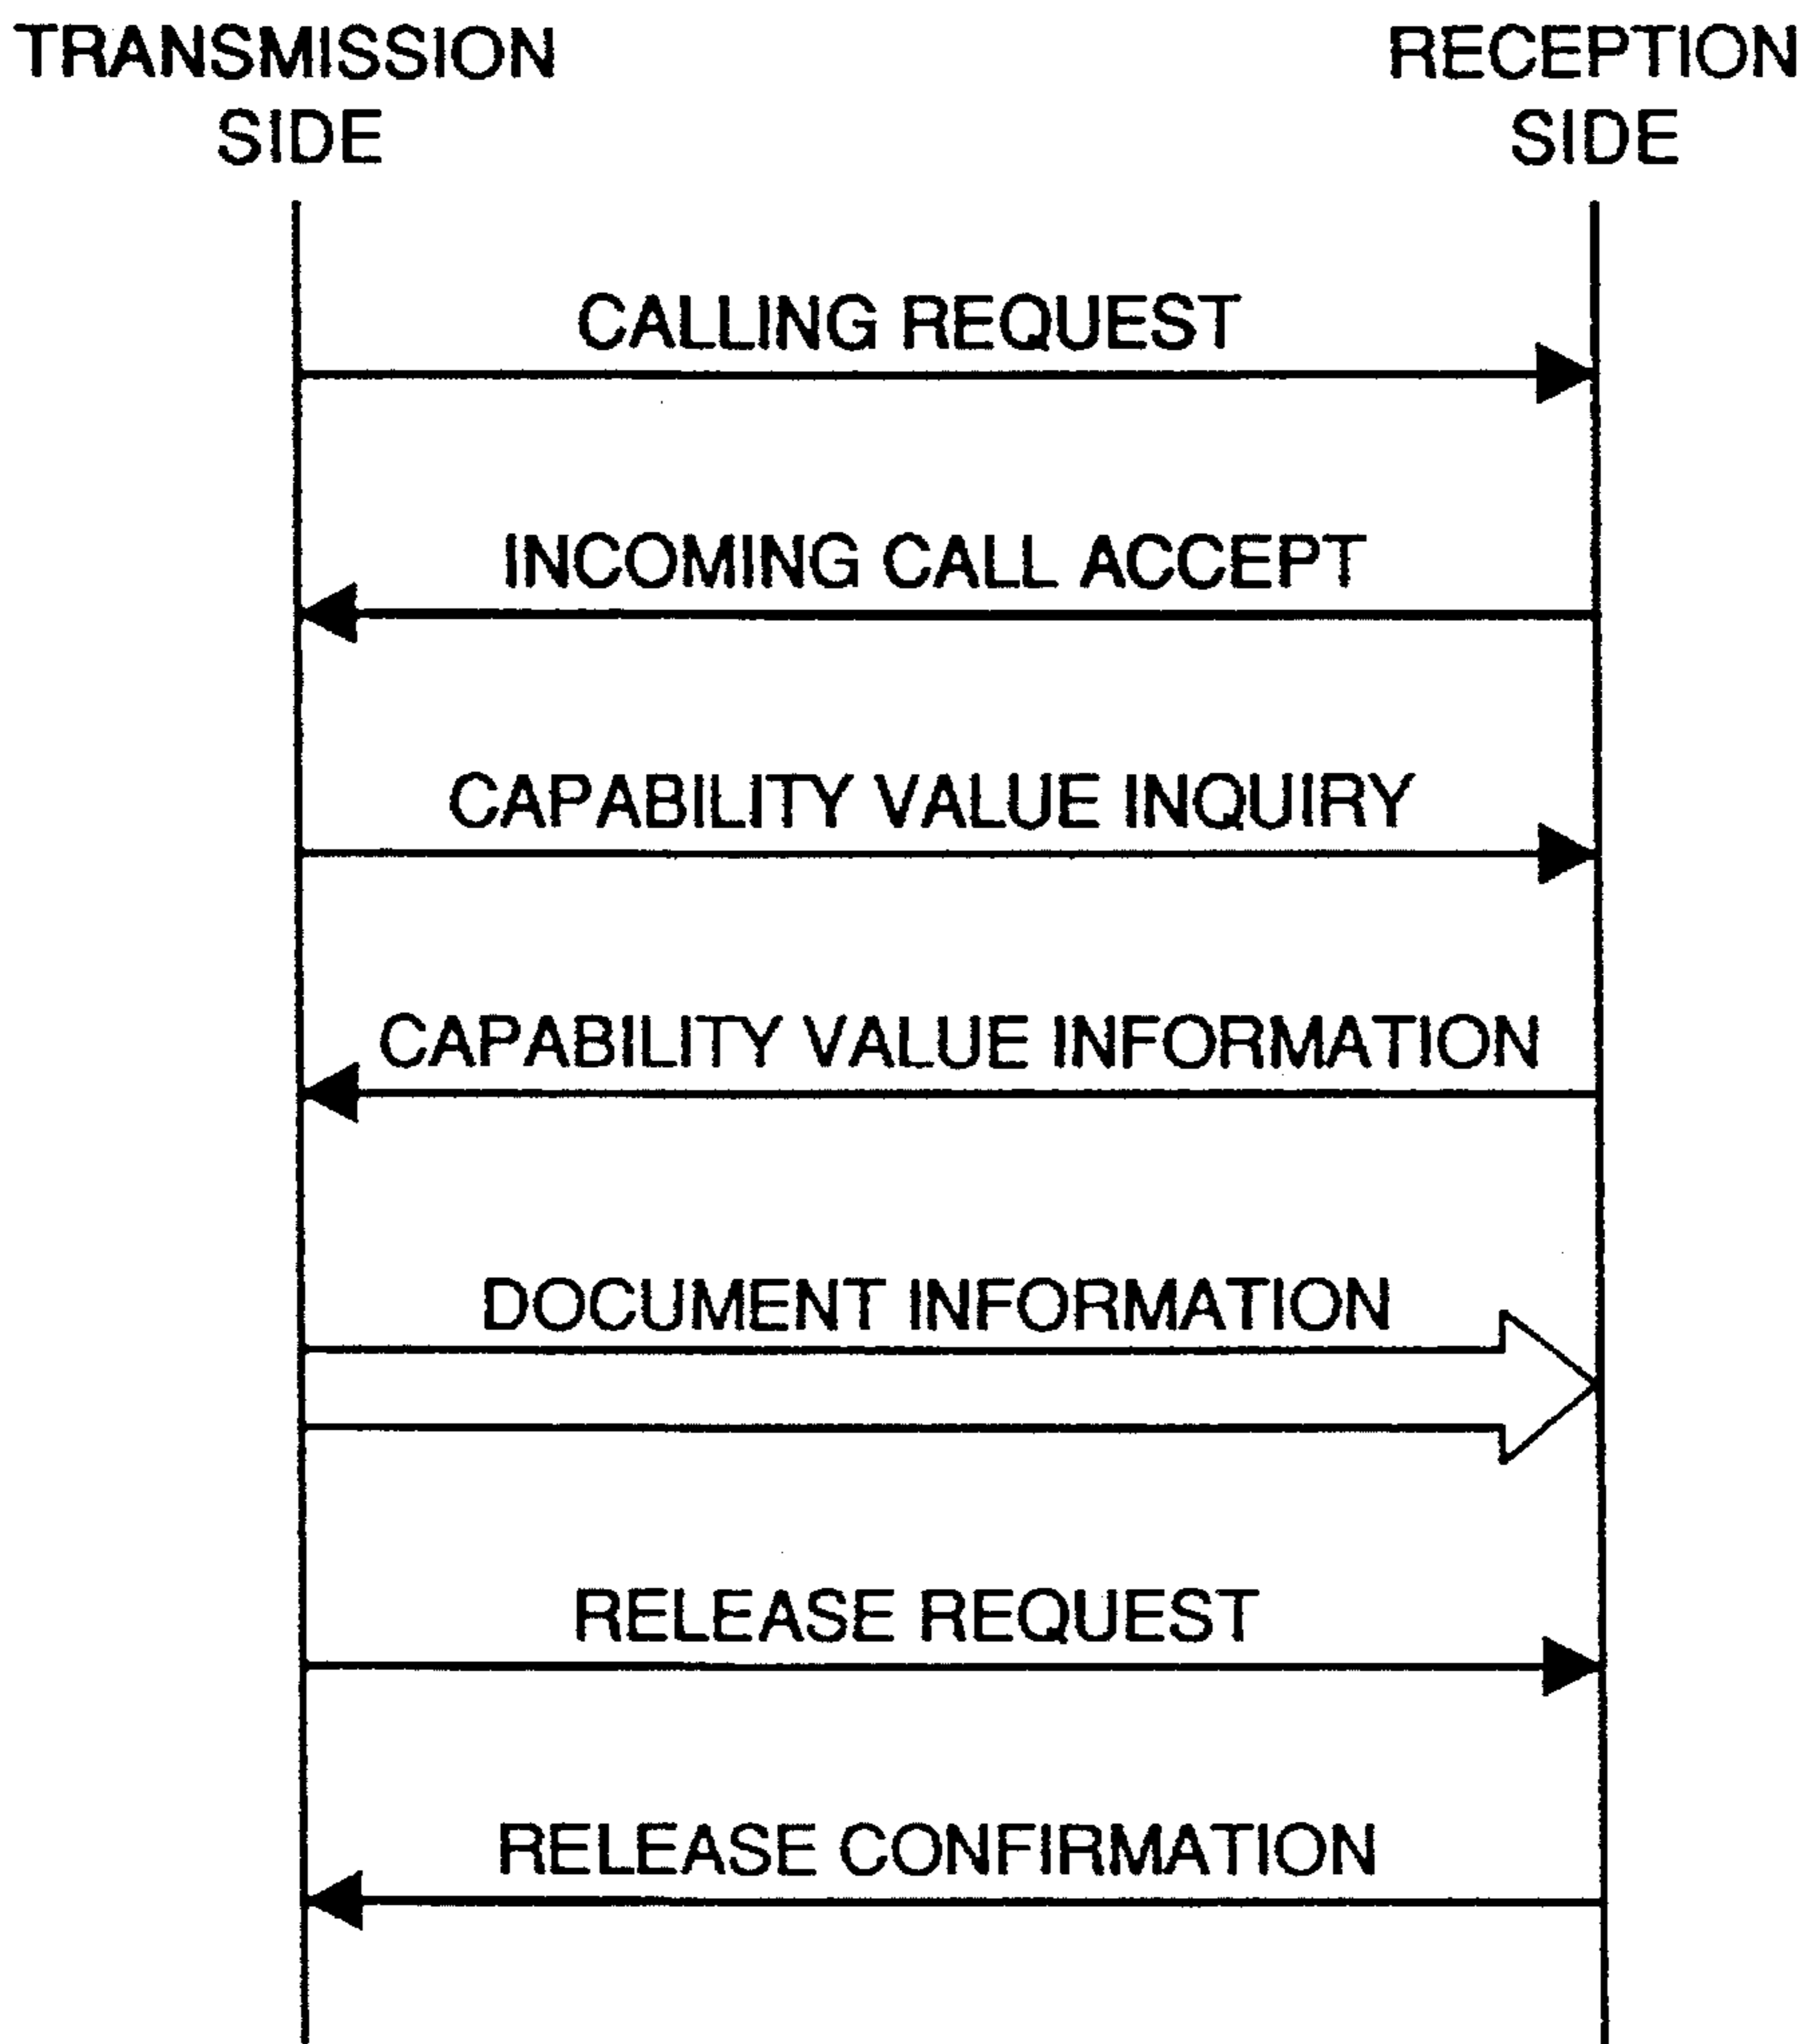 TRANSMISSION
SIDE
RECEPTION
SIDE
CALLING REQUEST
INCOMING CALL ACCEPT
CAPABILITY VALUE INQUIRY
CAPABILITY VALUE INFORMATION
DOCUMENT INFORMATION
RELEASE REQUEST
RELEASE CONFIRMATION